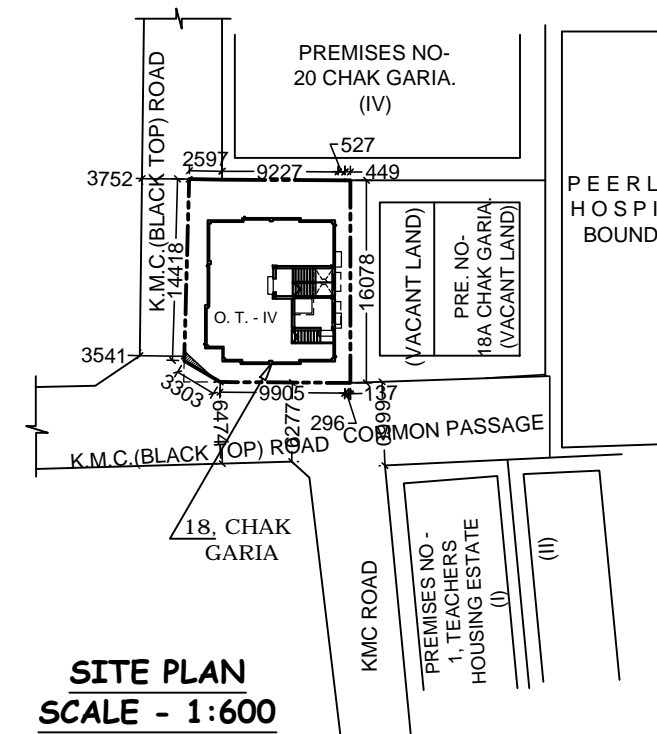 PREMISES NO-
20 CHAK GARIA.
(IV)
K.M.C.(BLACK TOP) ROAD
527
2597
9227
449
3752
PEERL
HOSPI
BOUND
14418
16078
(VACANT LAND)
PRE. NO-
18A CHAK GARIA.
(VACANT LAND)
O. T. - IV
3541
3303
9905
137
296
6474
6277
COMMON PASSAGE
K.M.C.(BLACK TOP) ROAD
18, CHAK
GARIA
KMC ROAD
PREMISES NO -
1, TEACHERS
HOUSING ESTATE
(I)
(II)
SITE PLAN
SCALE - 1:600